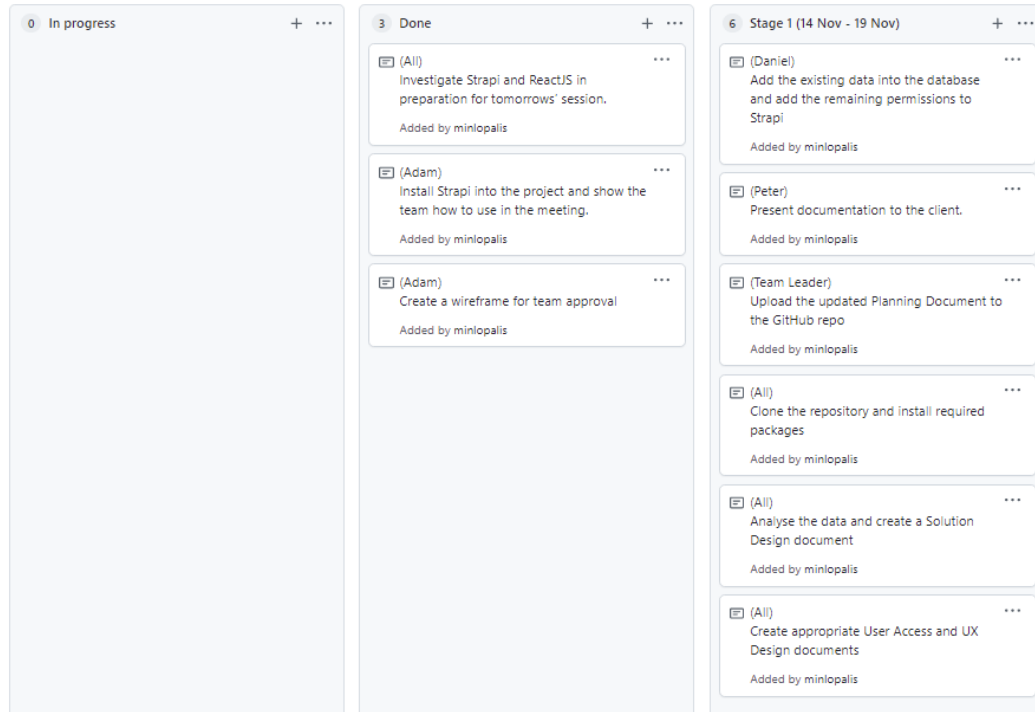 0 In progress
3 Done
(All)
Investigate Strapi and ReactJS in
preparation for tomorrows' session.
Added by minlopalis
(Adam)
Install Strapi into the project and show the
team how to use in the meeting.
Added by minlopalis
(Adam)
Create a wireframe for team approval
Added by minlopalis
6 Stage 1 (14 Nov - 19 Nov)
(Daniel)
Add the existing data into the database
and add the remaining permissions to
Strapi
Added by minlopalis
(Peter)
Present documentation to the client.
Added by minlopalis
(Team Leader)
Upload the updated Planning Document to
the GitHub repo
Added by minlopalis
(All)
Clone the repository and install required
packages
Added by minlopalis
(All)
Analyse the data and create a Solution
Design document
Added by minlopalis
(All)
Create appropriate User Access and UX
Design documents
Added by minlopalis